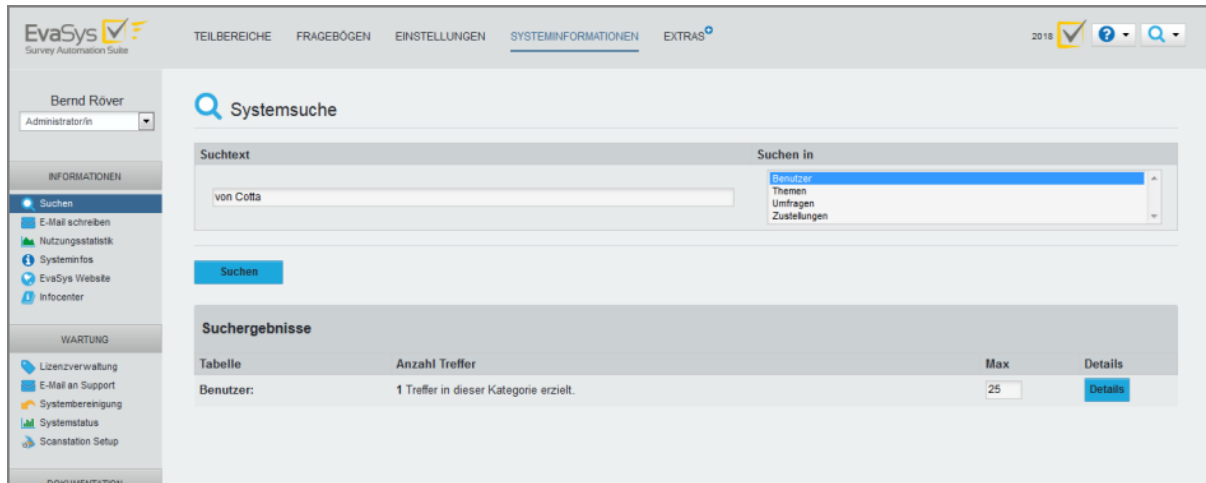 EvaSys
Survey Automation Suite
TEILBEREICHE FRAGEBÖGEN EINSTELLUNGEN SYSTEMINFORMATIONEN EXTRAS
2018
Bernd Röver
Administrator/in
INFORMATIONEN
Suchen
E-Mail schreiben
Nutzungsstatistik
Systeminfos
EvaSys Website
Infocenter
WARTUNG
Lizenzverwaltung
E-Mail an Support
Systembereinigung
Systemstatus
Scanstation Setup
DOKUMENTATION
Systemsuche
Suchtext Suchen in
von Cotta
Benutzer
Themen
Umfragen
Zustellungen
Suchen
Suchergebnisse
Tabelle Anzahl Treffer Max Details
Benutzer: 1 Treffer in dieser Kategorie erzielt. 25 Details